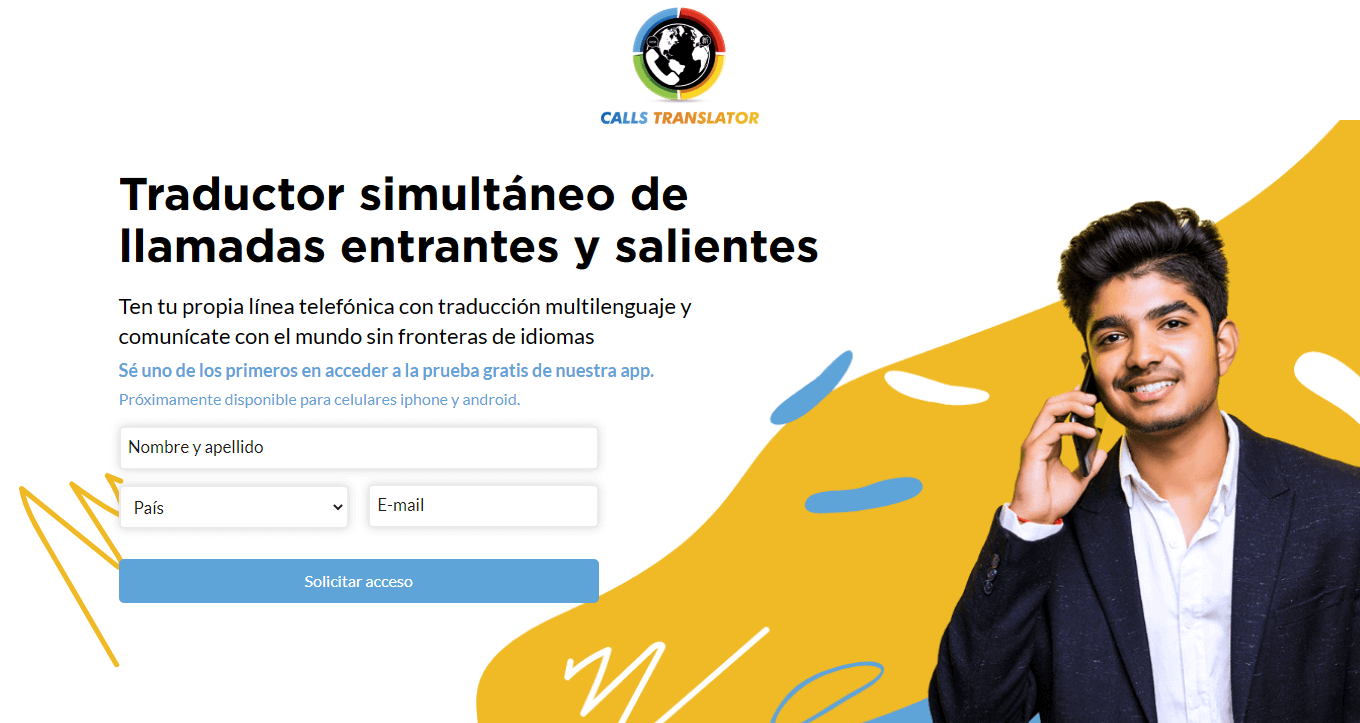 CALLS TRANSLATOR
Traductor simultáneo de
llamadas entrantes y salientes
Ten tu propia línea telefónica con traducción multilenguaje y
comunícate con el mundo sin fronteras de idiomas
Sé uno de los primeros en acceder a la prueba gratis de nuestra app.
Próximamente disponible para celulares iphone y android.
Nombre y apellido
País
E-mail
Solicitar acceso